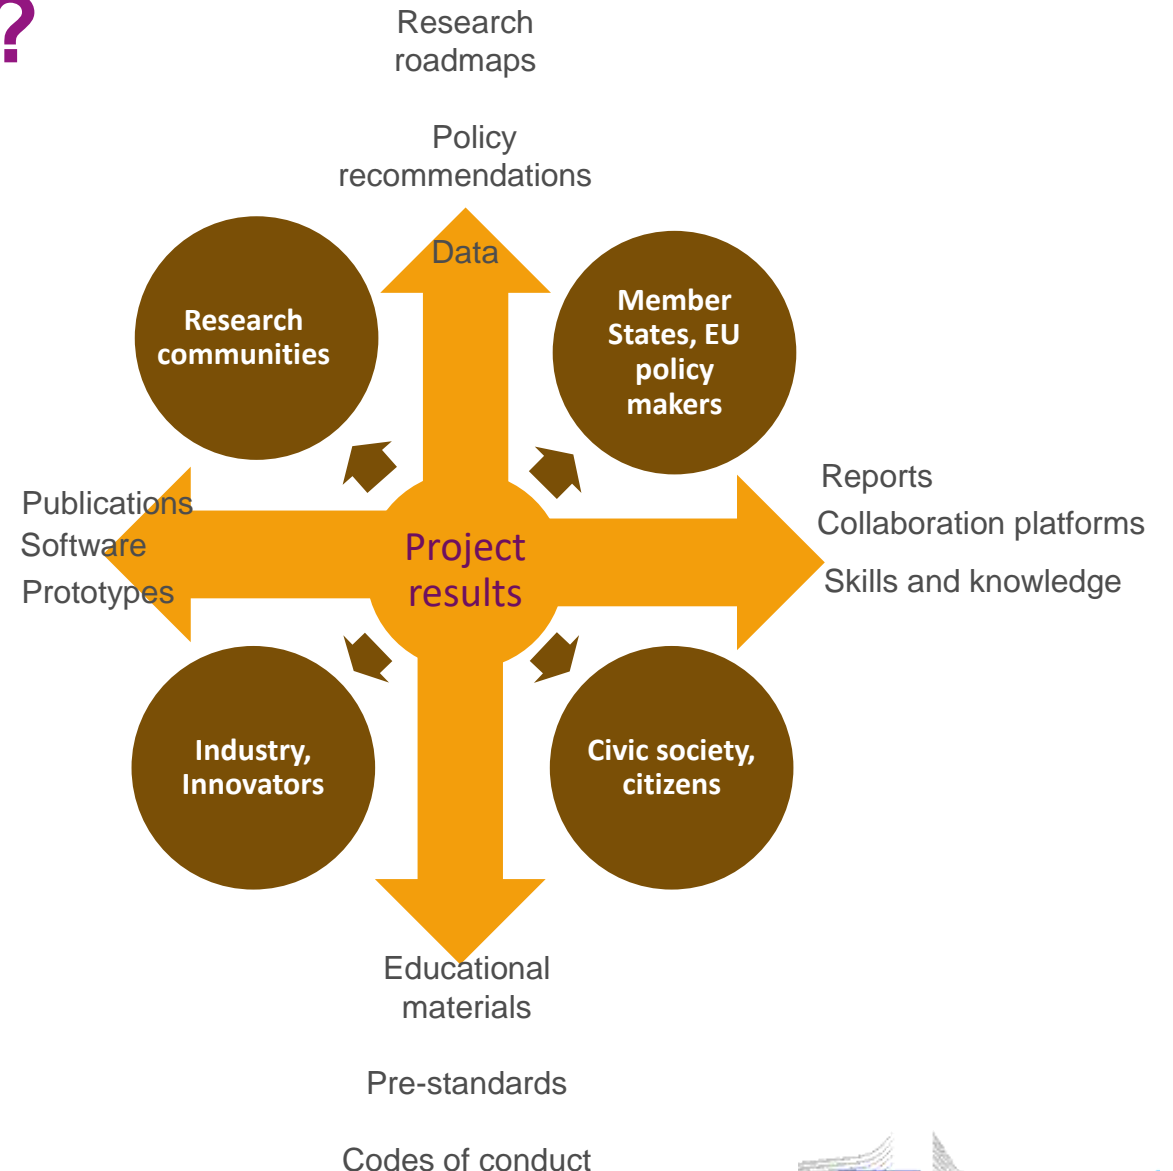 ?
Research
roadmaps
Policy
recommendations
Data
Research
communities
Member
States, EU
policy
makers
Publications
Software
Prototypes
Project
results
Reports
Collaboration platforms
Skills and knowledge
Industry,
Innovators
Civic society,
citizens
Educational
materials
Pre-standards
Codes of conduct